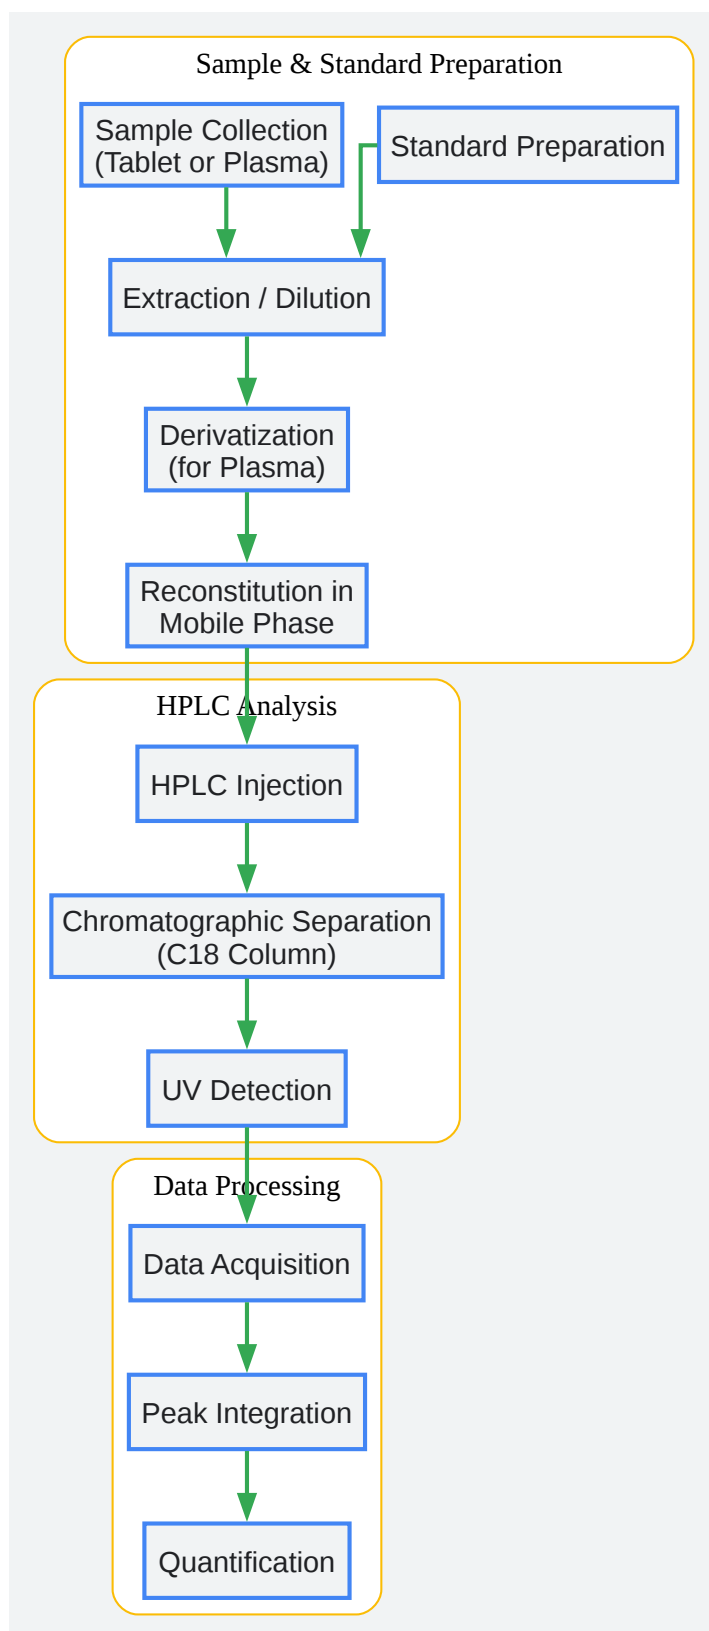 Sample & Standard Preparation
Sample Collection
(Tablet or Plasma)
Standard Preparation
Extraction / Dilution
Derivatization
(for Plasma)
Reconstitution in
Mobile Phase
HPLC Analysis
HPLC Injection
Chromatographic Separation
(C18 Column)
UV Detection
Data Processing
Data Acquisition
Peak Integration
Quantification